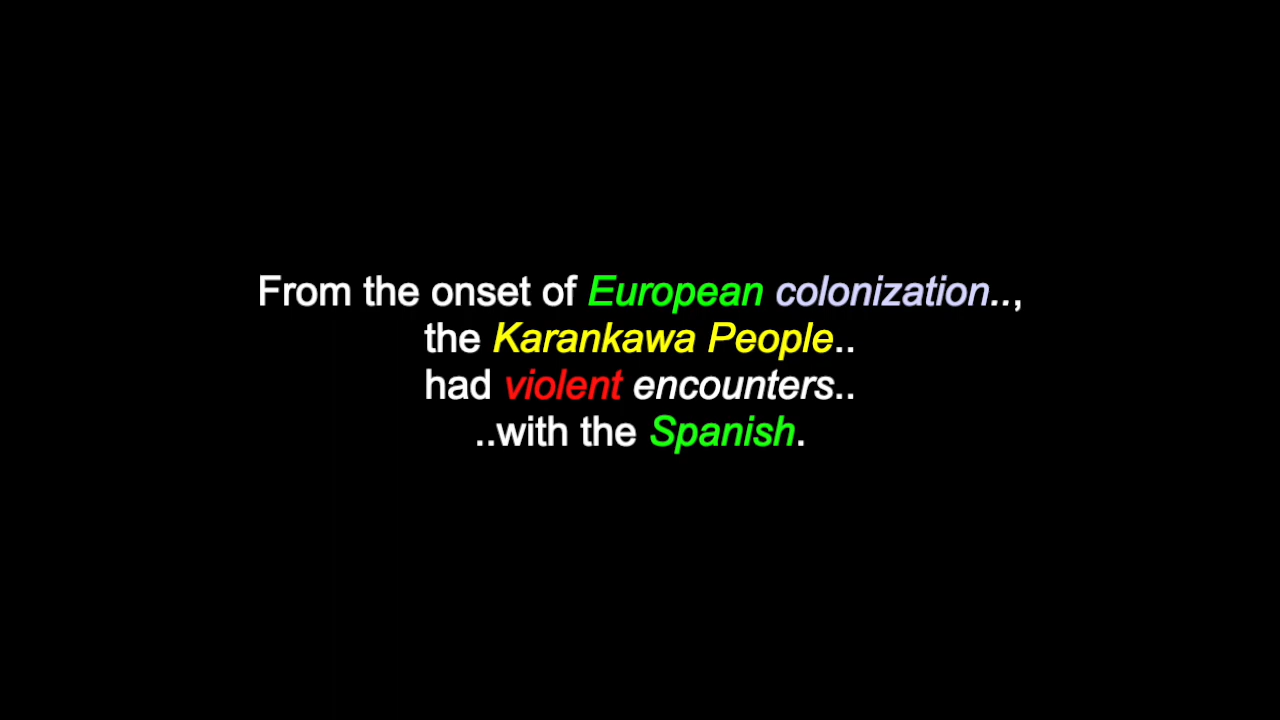 From the onset of European colonization..,
the Karankawa People..
had violent encounters..
..with the Spanish.